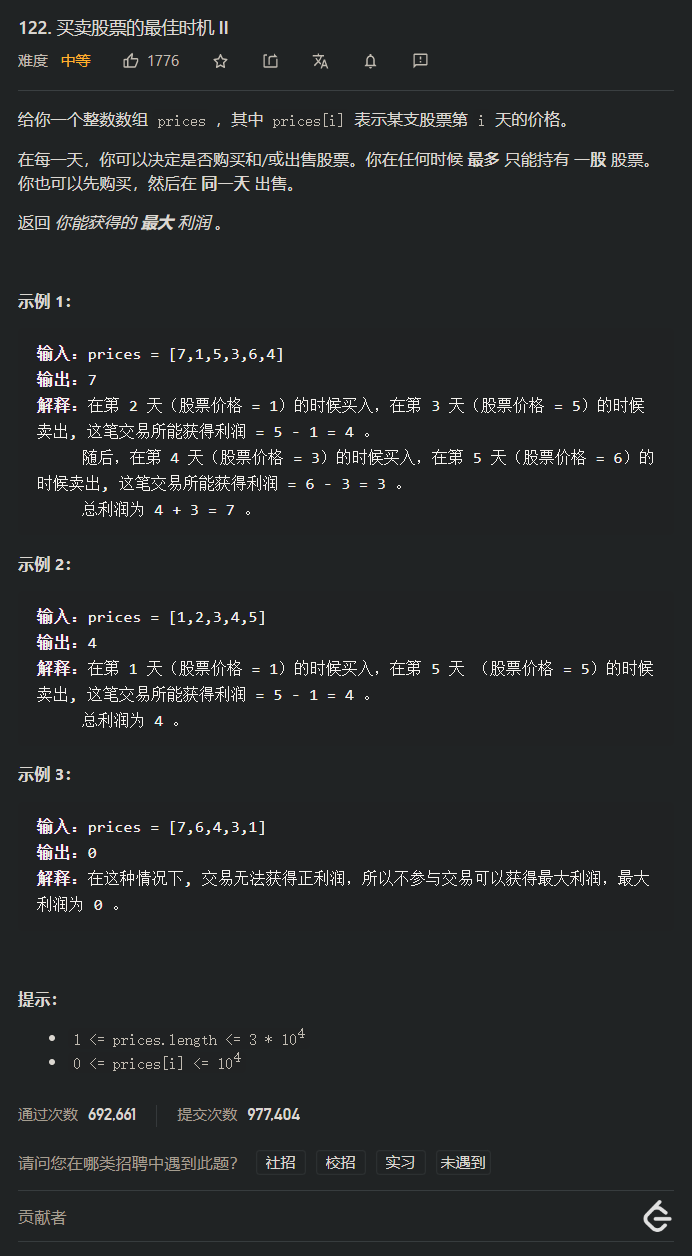 122. 买卖股票的最佳时机 II
难度 中等 1776
给你一个整数数组 prices ，其中 prices[i] 表示某支股票第 i 天的价格。
在每一天，你可以决定是否购买和/或出售股票。你在任何时候 最多 只能持有 一股 股票。
你也可以先购买，然后在 同一天 出售。
返回 你能获得的 最大 利润 。
示例 1：
输入：prices = [7,1,5,3,6,4]
输出：7
解释：在第 2 天（股票价格 = 1）的时候买入，在第 3 天（股票价格 = 5）的时候
卖出, 这笔交易所能获得利润 = 5 - 1 = 4 。
随后，在第 4 天（股票价格 = 3）的时候买入，在第 5 天（股票价格 = 6）的
时候卖出, 这笔交易所能获得利润 = 6 - 3 = 3 。
总利润为 4 + 3 = 7 。
示例 2：
输入：prices = [1,2,3,4,5]
输出：4
解释：在第 1 天（股票价格 = 1）的时候买入，在第 5 天 （股票价格 = 5）的时候
卖出, 这笔交易所能获得利润 = 5 - 1 = 4 。
总利润为 4 。
示例 3：
输入：prices = [7,6,4,3,1]
输出：0
解释：在这种情况下, 交易无法获得正利润，所以不参与交易可以获得最大利润，最大
利润为 0 。
提示：
1 <= prices.length <= 3 * 10⁴
0 <= prices[i] <= 10⁴
通过次数 692,661 提交次数 977,404
请问您在哪类招聘中遇到此题？ 社招 校招 实习 未遇到
贡献者